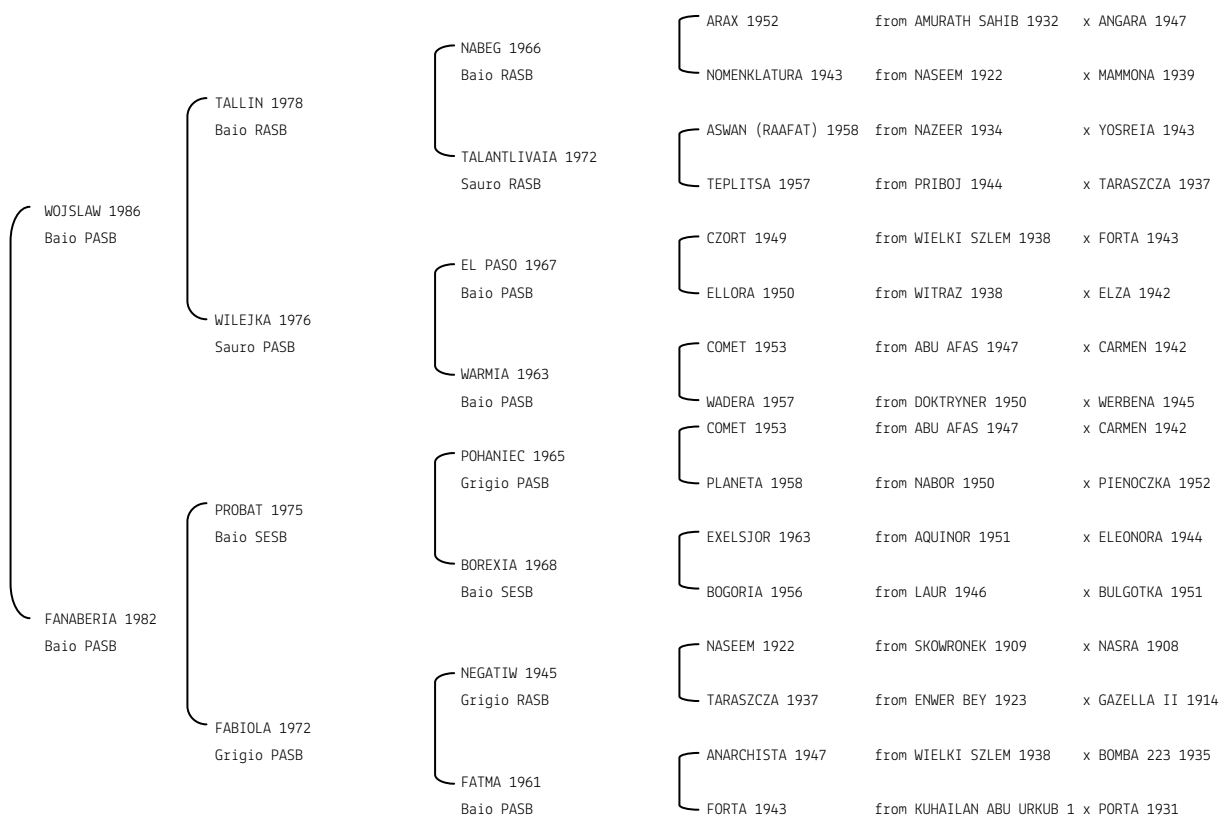 ARAX 1952 from AMURATH SAHIB 1932 x ANGARA 1947
NABEG 1966
Baio RASB
NOMENKLATURA 1943 from NASEEM 1922 x MAMMONA 1939
TALLIN 1978
Baio RASB
ASWAN (RAAFAT) 1958 from NAZEER 1934 x YOSREIA 1943
TALANTLIVAIA 1972
Sauro RASB
TEPLITSA 1957 from PRIBOJ 1944 x TARASZCZA 1937
WOJSLAW 1986
Baio PASB
CZORT 1949 from WIELKI SZLEM 1938 x FORTA 1943
EL PASO 1967
Baio PASB
ELLORA 1950 from WITRAZ 1938 x ELZA 1942
WILEJKA 1976
Sauro PASB
COMET 1953 from ABU AFAS 1947 x CARMEN 1942
WARMIA 1963
Baio PASB
WADERA 1957 from DOKTRYNER 1950 x WERBENA 1945
COMET 1953 from ABU AFAS 1947 x CARMEN 1942
POHANIEC 1965
Grigio PASB
PLANETA 1958 from NABOR 1950 x PIENOCZKA 1952
PROBAT 1975
Baio SESB
EXELSJOR 1963 from AQUINOR 1951 x ELEONORA 1944
BOREXIA 1968
Baio SESB
BOGORIA 1956 from LAUR 1946 x BULGOTKA 1951
FANABERIA 1982
Baio PASB
NASEEM 1922 from SKOWRONEK 1909 x NASRA 1908
NEGATIW 1945
Grigio RASB
TARASZCZA 1937 from ENWER BEY 1923 x GAZELLA II 1914
FABIOLA 1972
Grigio PASB
ANARCHISTA 1947 from WIELKI SZLEM 1938 x BOMBA 223 1935
FATMA 1961
Baio PASB
FORTA 1943 from KUHAILAN ABU URKUB 1 x PORTA 1931